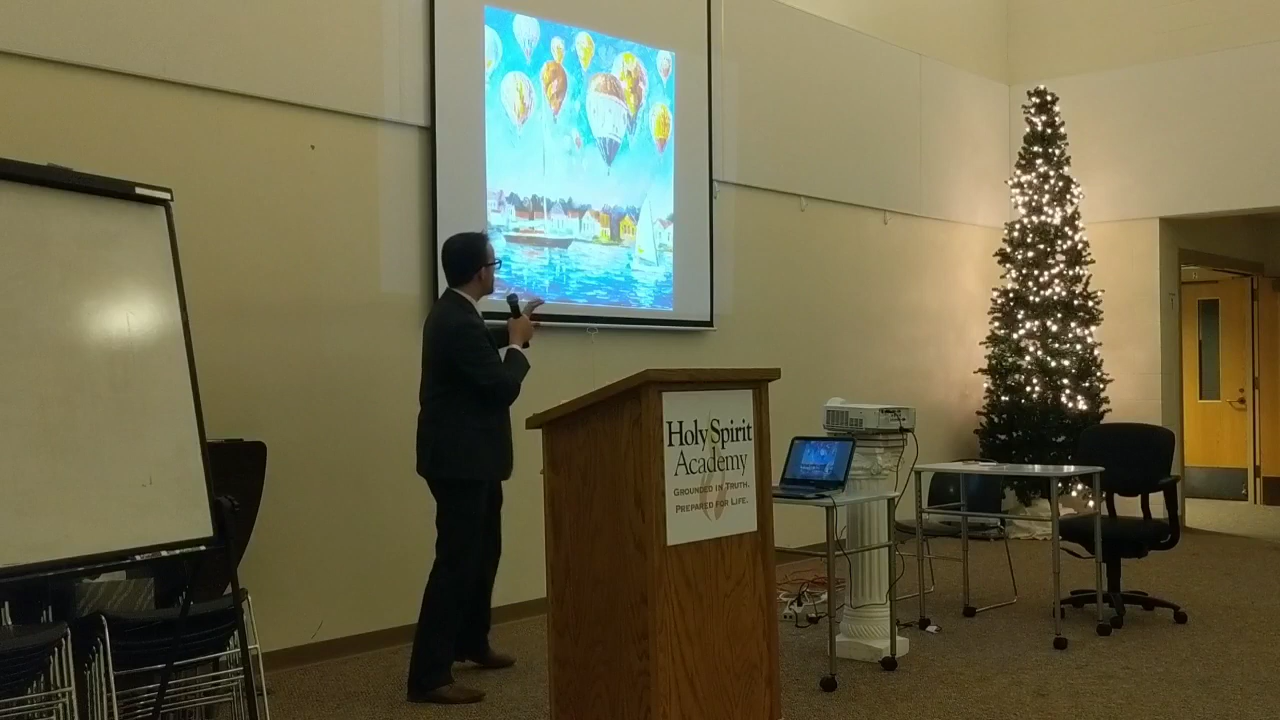 Holy Spirit
Academy
GROUNDED IN TRUTH.
PREPARED FOR LIFE.